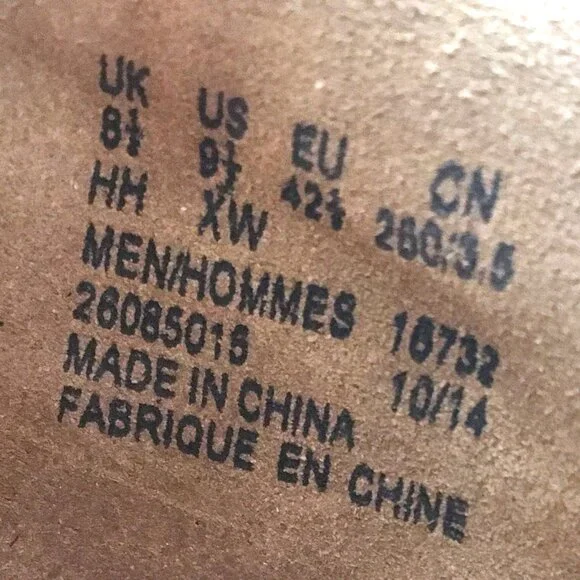 UK US EU CN
8½ 9½ 42½ 260/3.5
HH XW
MEN/HOMMES 16732
26085015 10/14
MADE IN CHINA
FABRIQUE EN CHINE